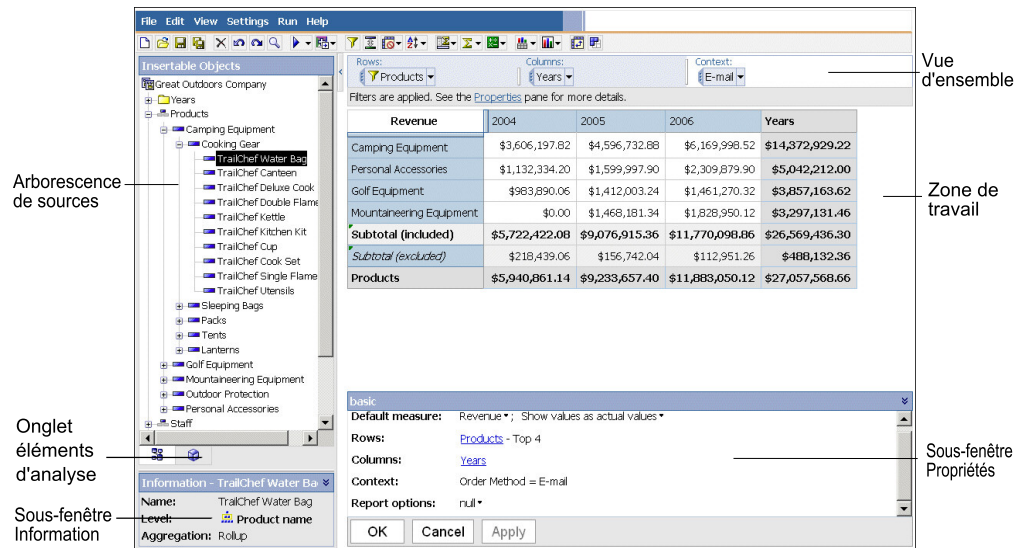 File Edit View Settings Run Help
Insertable Objects
Great Outdoors Company
Years
Products
Camping Equipment
Cooking Gear
TrailChef Water Bag
TrailChef Canteen
TrailChef Deluxe Cook
TrailChef Double Flame
TrailChef Kettle
TrailChef Kitchen Kit
TrailChef Cup
TrailChef Cook Set
TrailChef Single Flame
TrailChef Utensils
Sleeping Bags
Packs
Tents
Lanterns
Golf Equipment
Mountaineering Equipment
Outdoor Protection
Personal Accessories
Staff
Information - TrailChef Water Ba
Name: TrailChef Water Bag
Level: Product name
Aggregation: Rollup
Rows: Columns: Context:
Products Years E-mail
Filters are applied. See the Properties pane for more details.
Revenue 2004 2005 2006 Years
Camping Equipment $3,606,197.82 $4,596,732.88 $6,169,998.52 $14,372,929.22
Personal Accessories $1,132,334.20 $1,599,997.90 $2,309,879.90 $5,042,212.00
Golf Equipment $983,890.06 $1,412,003.24 $1,461,270.32 $3,857,163.62
Mountaineering Equipment $0.00 $1,468,181.34 $1,828,950.12 $3,297,131.46
Subtotal (included) $5,722,422.08 $9,076,915.36 $11,770,098.86 $26,569,436.30
Subtotal (excluded) $218,439.06 $156,742.04 $112,951.26 $488,132.36
Products $5,940,861.14 $9,233,657.40 $11,883,050.12 $27,057,568.66
basic
Default measure: Revenue ; Show values as actual values
Rows: Products - Top 4
Columns: Years
Context: Order Method = E-mail
Report options: null
OK Cancel Apply
Arborescence
de sources
Onglet
éléments
d'analyse
Sous-fenêtre
Information
Vue
d'ensemble
Zone de
travail
Sous-fenêtre
Propriétés